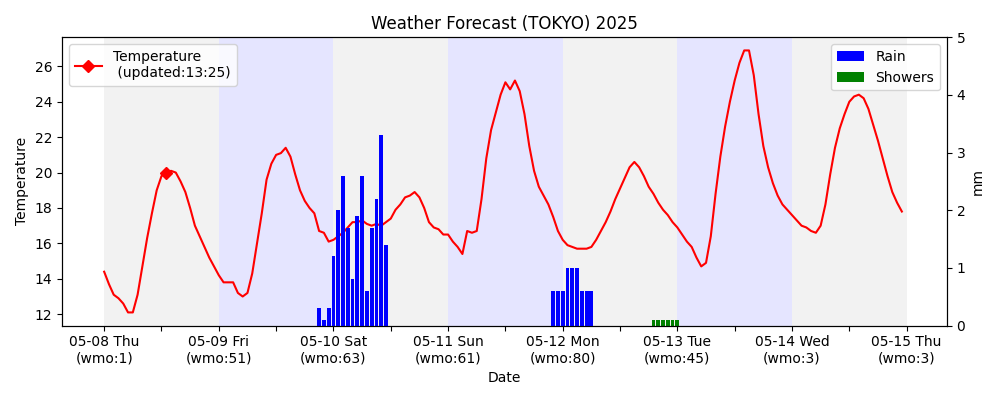 Weather Forecast (TOKYO) 2025
Temperature
(updated:13:25)
Rain
Showers
Temperature
26
24
22
20
18
16
14
12
5
4
3
2
1
0
mm
05-08 Thu
(wmo:1)
05-09 Fri
(wmo:51)
05-10 Sat
(wmo:63)
05-11 Sun
(wmo:61)
05-12 Mon
(wmo:80)
05-13 Tue
(wmo:45)
05-14 Wed
(wmo:3)
05-15 Thu
(wmo:3)
Date